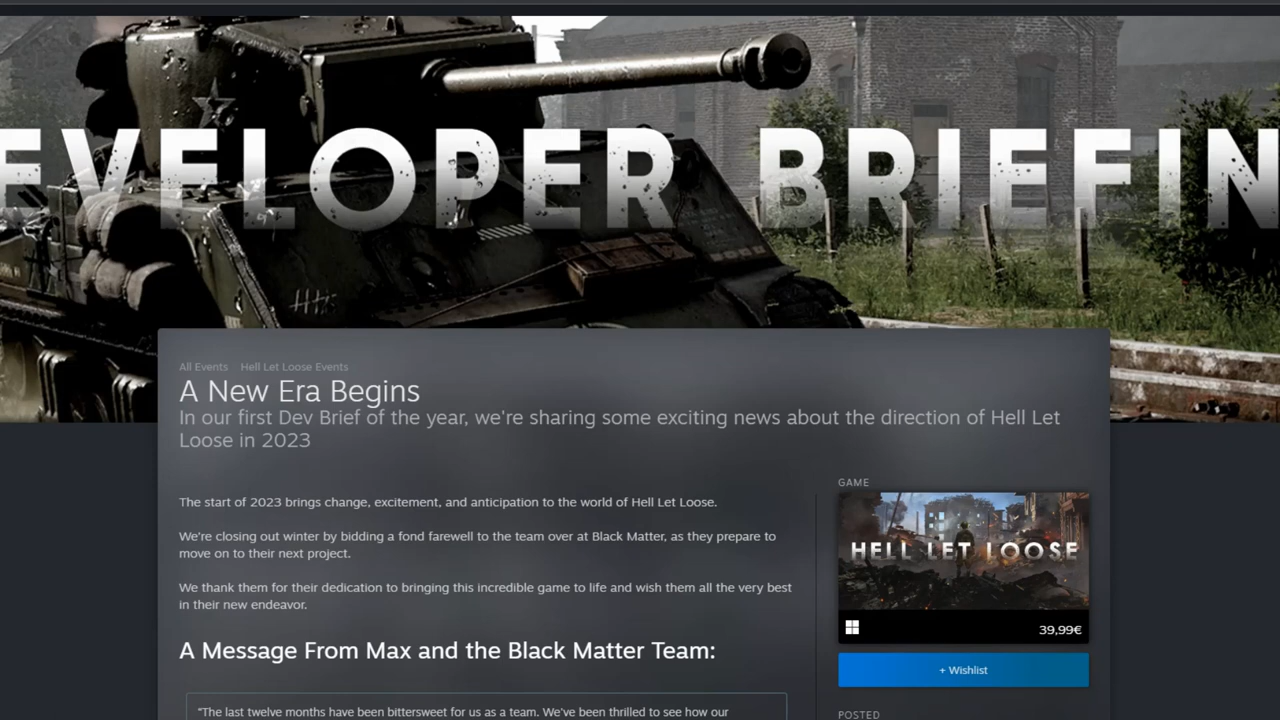 EVELOPER BRIEFIN
All Events Hell Let Loose Events
A New Era Begins
In our first Dev Brief of the year, we're sharing some exciting news about the direction of Hell Let
Loose in 2023
The start of 2023 brings change, excitement, and anticipation to the world of Hell Let Loose.
We're closing out winter by bidding a fond farewell to the team over at Black Matter, as they prepare to
move on to their next project.
We thank them for their dedication to bringing this incredible game to life and wish them all the very best
in their new endeavor.
A Message From Max and the Black Matter Team:
"The last twelve months have been bittersweet for us as a team. We've been thrilled to see how our
GAME
HELL LET LOOSE
39,99€
+ Wishlist
POSTED